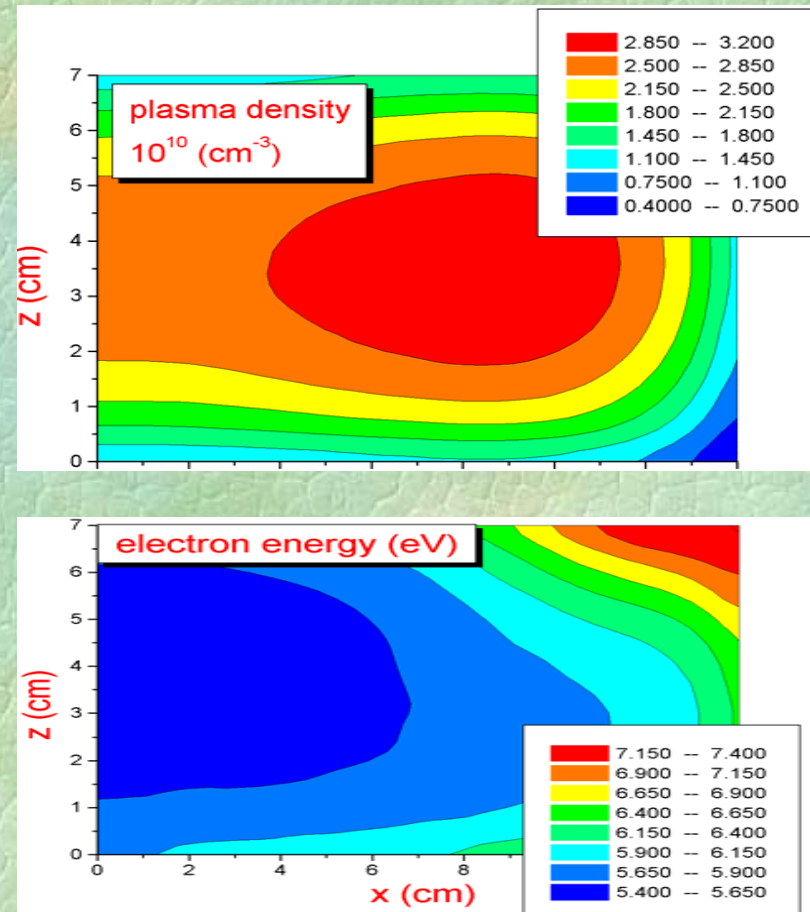 2.850 -- 3.200
2.500 -- 2.850
2.150 -- 2.500
1.800 -- 2.150
1.450 -- 1.800
1.100 -- 1.450
0.7500 -- 1.100
0.4000 -- 0.7500
plasma density
10¹⁰ (cm⁻³)
7
6
5
4
3
2
1
0
z (cm)
electron energy (eV)
7
6
5
4
3
2
1
0
z (cm)
7.150 -- 7.400
6.900 -- 7.150
6.650 -- 6.900
6.400 -- 6.650
6.150 -- 6.400
5.900 -- 6.150
5.650 -- 5.900
5.400 -- 5.650
0 2 4 6 8
x (cm)